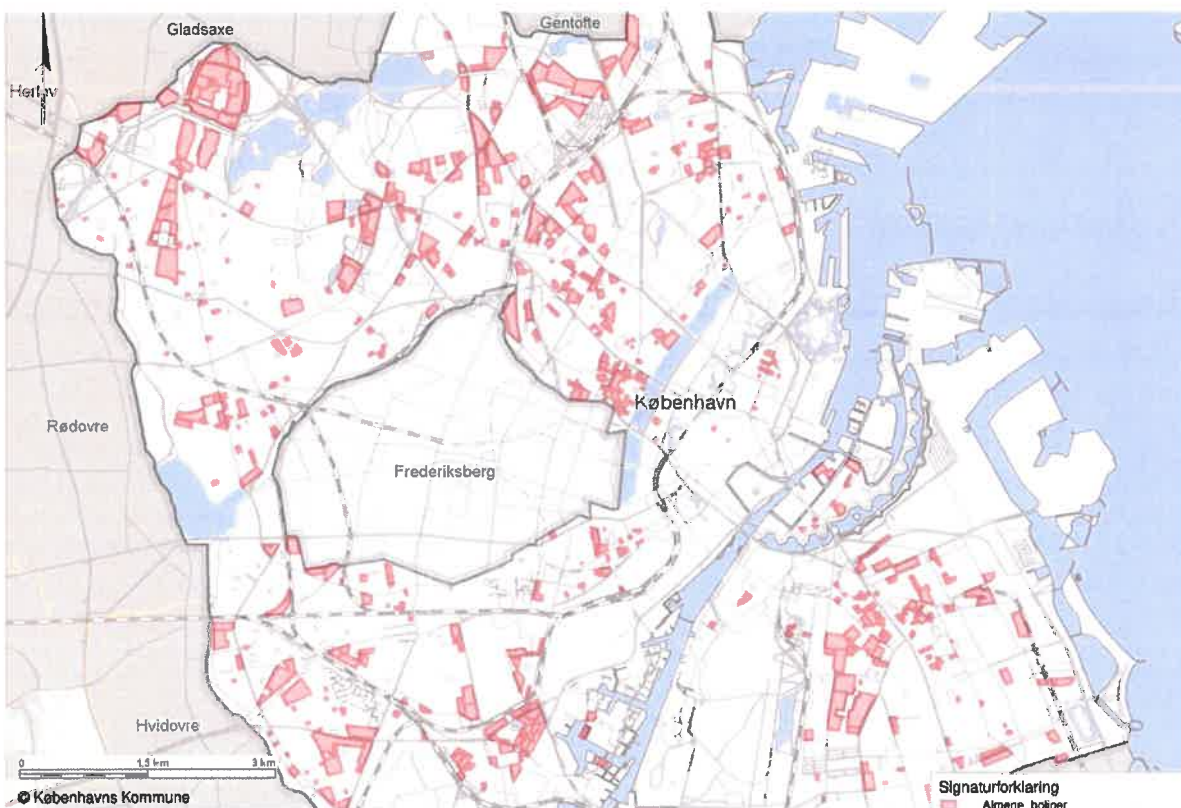 Gladsaxe
Gentofte
Herlev
København
Rødovre
Frederiksberg
Hvidovre
0 1,5 km 3 km
© Københavns Kommune
Signaturforklaring
Almene boliger